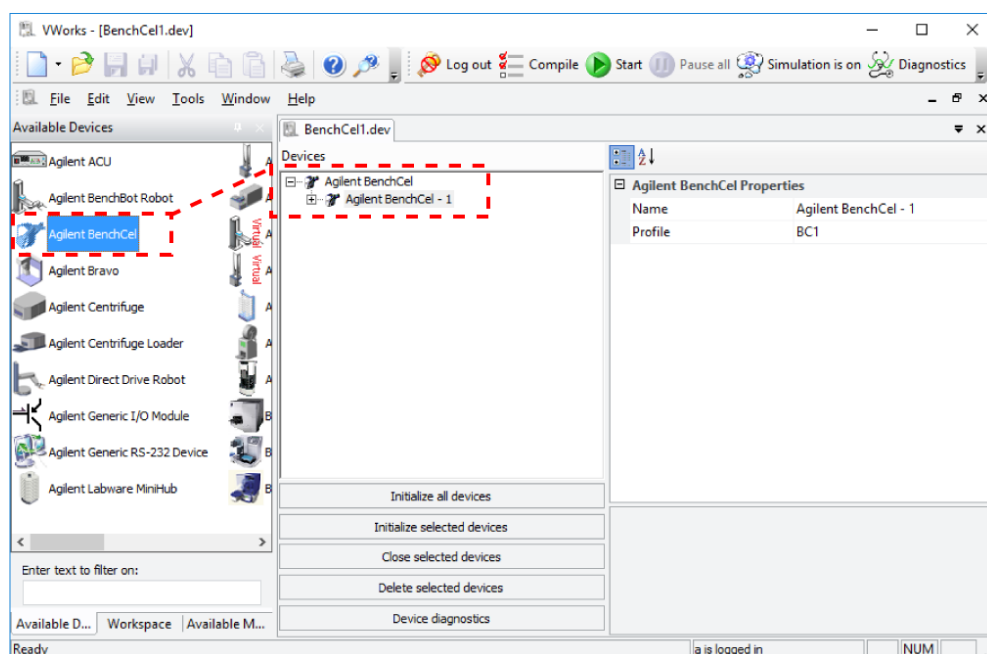 VWorks - [BenchCel1.dev]
Log out Compile Start Pause all Simulation is on Diagnostics
File Edit View Tools Window Help
Available Devices
Agilent ACU
Agilent BenchBot Robot
Agilent BenchCel
Agilent Bravo
Agilent Centrifuge
Agilent Centrifuge Loader
Agilent Direct Drive Robot
Agilent Generic I/O Module
Agilent Generic RS-232 Device
Agilent Labware MiniHub
A
A
Virtual A
Virtual A
A
A
A
B
B
B
Enter text to filter on:
Available D... Workspace Available M...
BenchCel1.dev
Devices
Agilent BenchCel
Agilent BenchCel - 1
Initialize all devices
Initialize selected devices
Close selected devices
Delete selected devices
Device diagnostics
Agilent BenchCel Properties
Name Agilent BenchCel - 1
Profile BC1
Ready a is logged in NUM